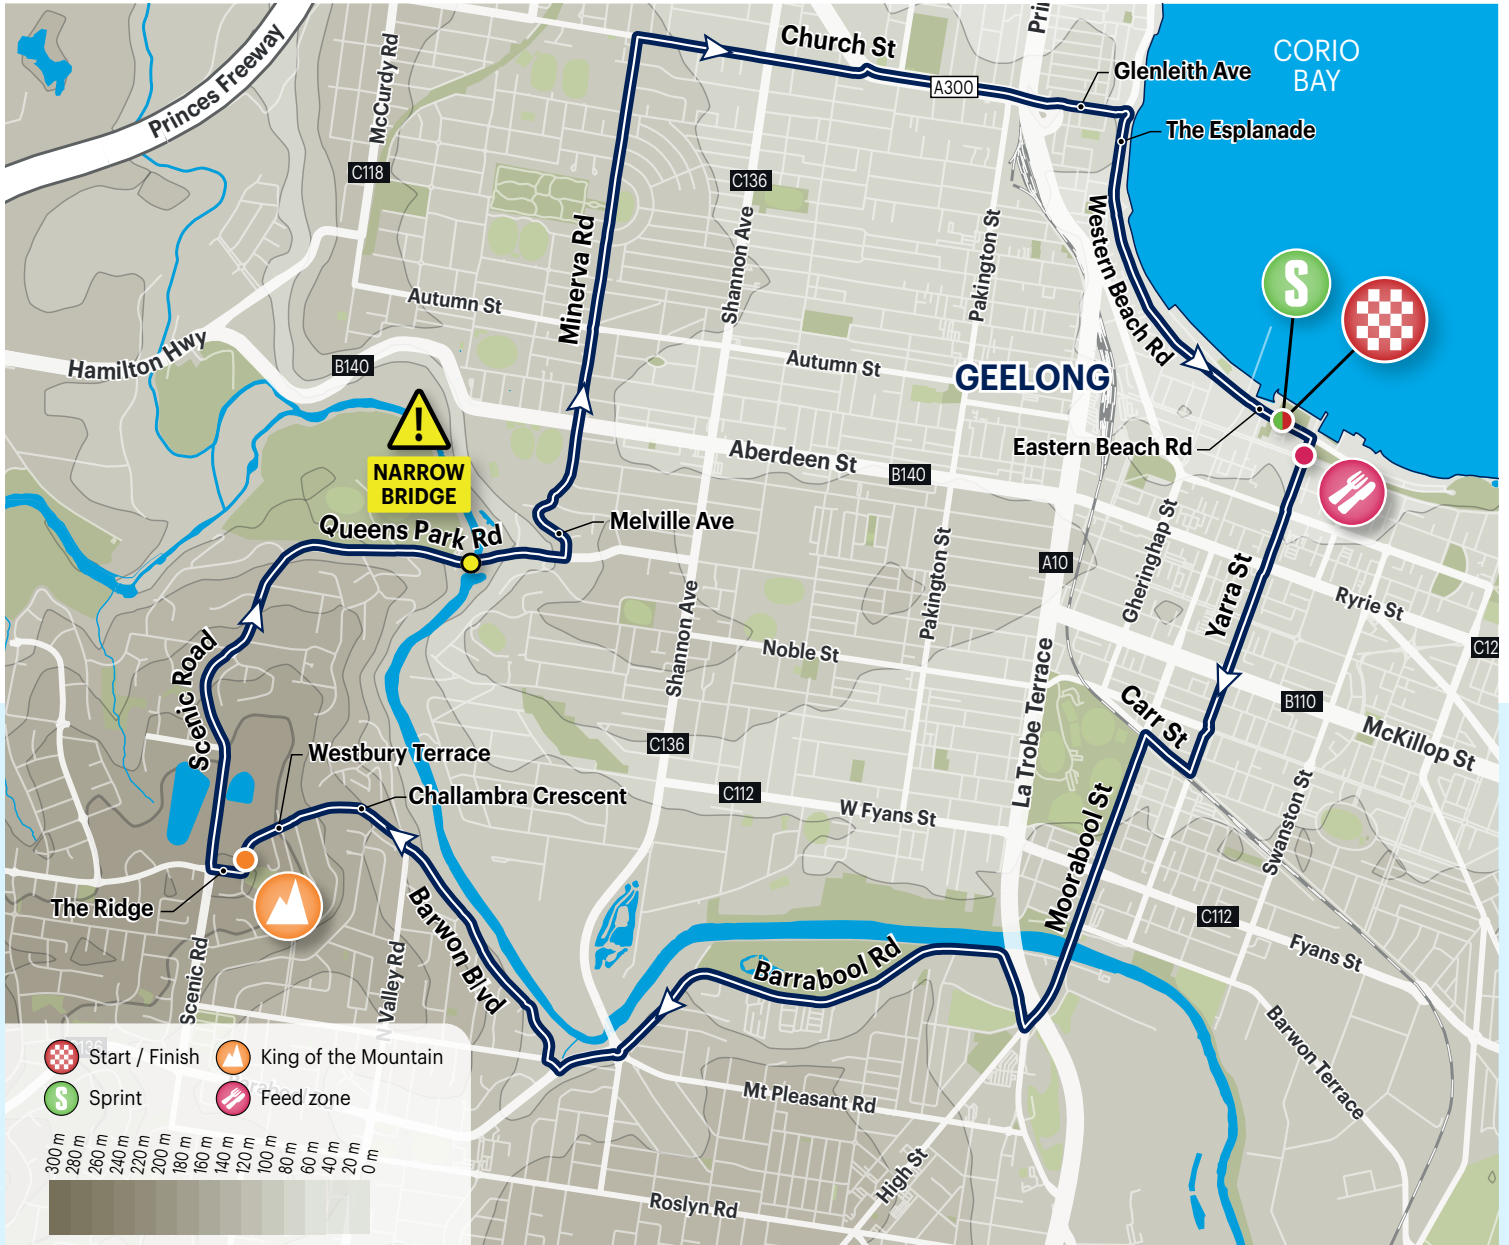 Princes Freeway
McCurdy Rd
C118
Church St
A300
Glenleith Ave
The Esplanade
CORIO
BAY
C136
Minerva Rd
Shannon Ave
Pakington St
Western Beach Rd
S
Autumn St
Autumn St
Hamilton Hwy
B140
GEELONG
!
NARROW
BRIDGE
Eastern Beach Rd
Aberdeen St
B140
Queens Park Rd
Melville Ave
Pakington St
A10
Gheringhap St
Yarra St
Ryrie St
C12
Scenic Road
Shannon Ave
Noble St
La Trobe Terrace
Carr St
B110
McKillop St
Westbury Terrace
C136
Challambra Crescent
C112
W Fyans St
Moorabool St
Swanston St
The Ridge
Barwon Blvd
C112
Fyans St
Scenic Rd
N Valley Rd
Barrabool Rd
Barwon Terrace
Mt Pleasant Rd
High St
Roslyn Rd
Start / Finish
King of the Mountain
S
Sprint
Feed zone
300 m
280 m
260 m
240 m
220 m
200 m
180 m
160 m
140 m
120 m
100 m
80 m
60 m
40 m
20 m
0 m